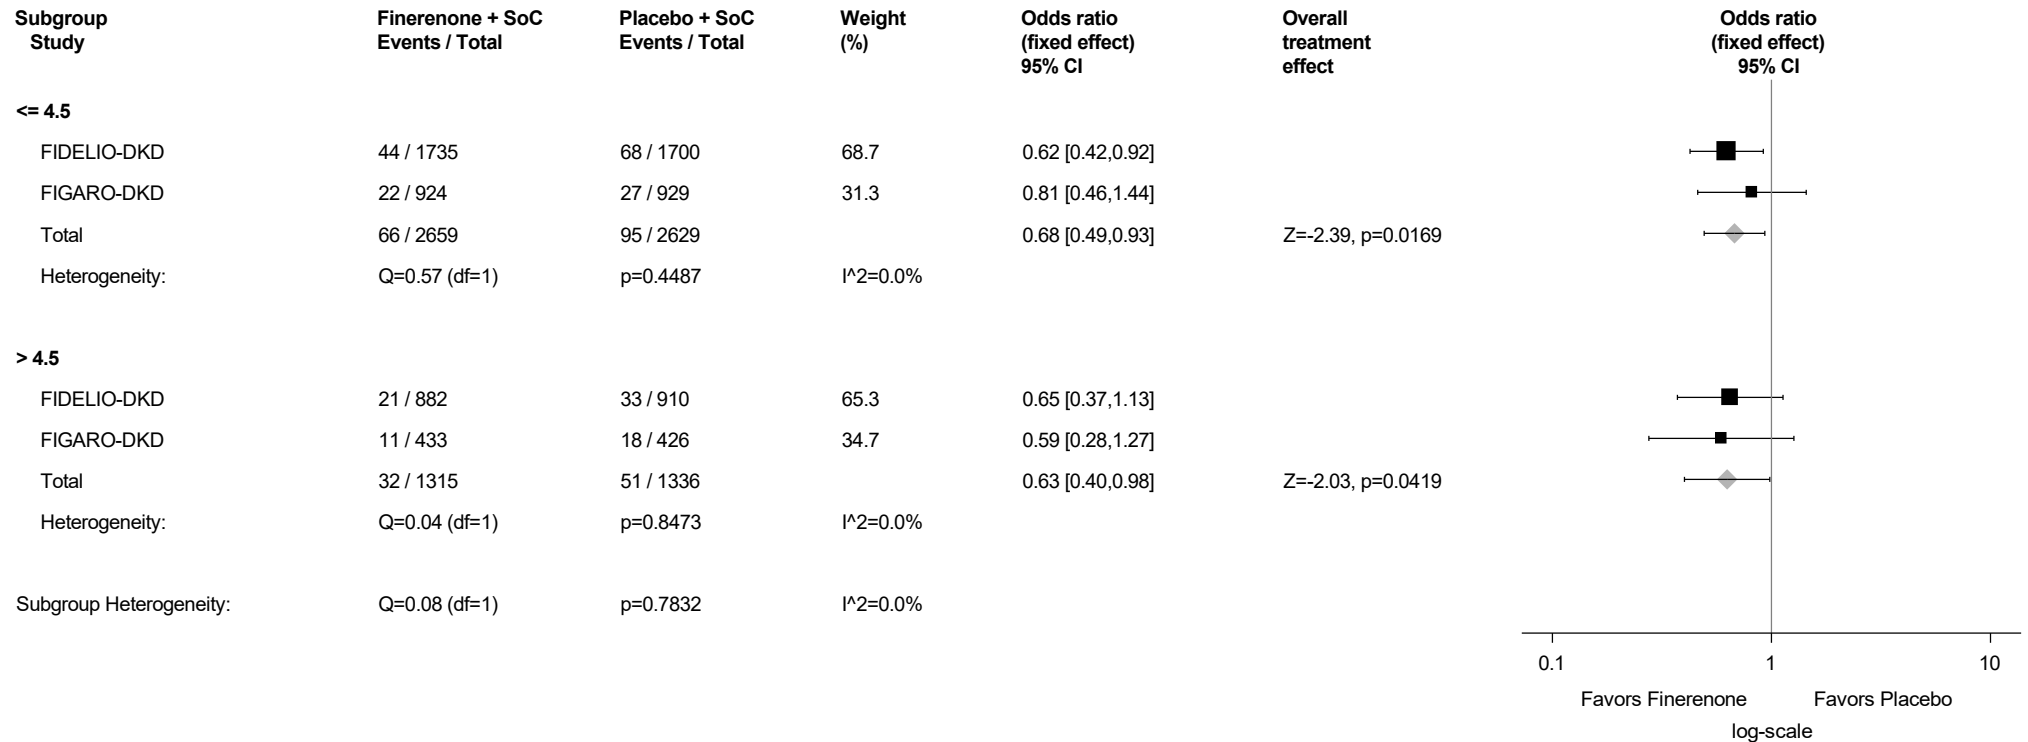 Subgroup Finerenone + SoC Placebo + SoC Weight Odds ratio Overall Odds ratio
Study Events / Total Events / Total (%) (fixed effect) treatment (fixed effect)
95% CI effect 95% CI
<= 4.5
FIDELIO-DKD 44 / 1735 68 / 1700 68.7 0.62 [0.42,0.92]
FIGARO-DKD 22 / 924 27 / 929 31.3 0.81 [0.46,1.44]
Total 66 / 2659 95 / 2629 0.68 [0.49,0.93] Z=-2.39, p=0.0169
Heterogeneity: Q=0.57 (df=1) p=0.4487 I^2=0.0%
> 4.5
FIDELIO-DKD 21 / 882 33 / 910 65.3 0.65 [0.37,1.13]
FIGARO-DKD 11 / 433 18 / 426 34.7 0.59 [0.28,1.27]
Total 32 / 1315 51 / 1336 0.63 [0.40,0.98] Z=-2.03, p=0.0419
Heterogeneity: Q=0.04 (df=1) p=0.8473 I^2=0.0%
Subgroup Heterogeneity: Q=0.08 (df=1) p=0.7832 I^2=0.0%
0.1 1 10
Favors Finerenone Favors Placebo
log-scale